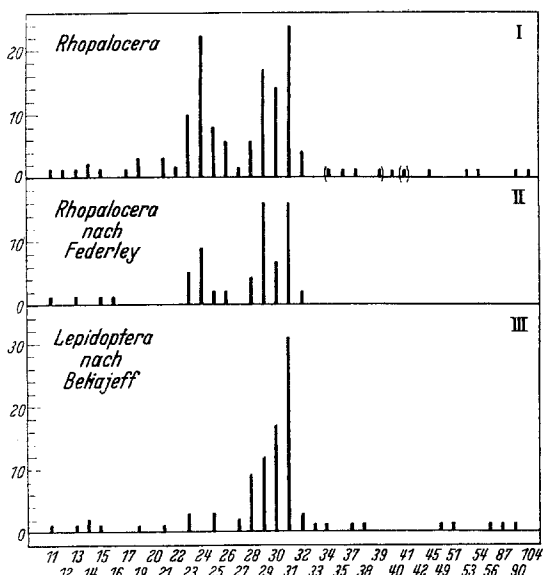 20
10
0
Rhopalocera
I
10
0
Rhopalocera
nach
Federley
II
30
20
10
0
Lepidoptera
nach
Beliajeff
III
11 13 15 17 20 22 24 26 28 30 32 34 37 39 41 45 51 54 87 104
12 14 16 19 21 23 25 27 29 31 33 35 38 40 42 49 53 56 90